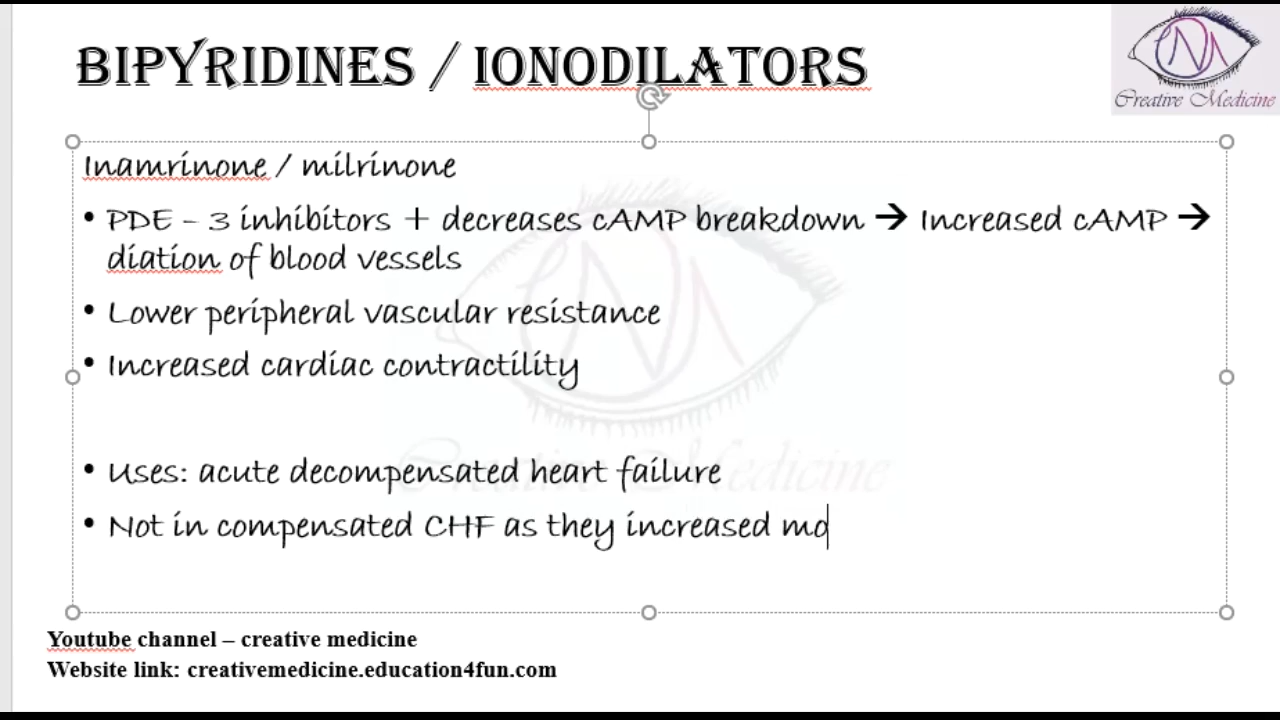 BIPYRIDINES / IONODILATORS
Creative Medicine
Inamrinone / milrinone
• PDE – 3 inhibitors + decreases cAMP breakdown → Increased cAMP →
diation of blood vessels
• Lower peripheral vascular resistance
• Increased cardiac contractility
Creative Medicine
• Uses: acute decompensated heart failure
• Not in compensated CHF as they increased mo
Youtube channel – creative medicine
Website link: creativemedicine.education4fun.com